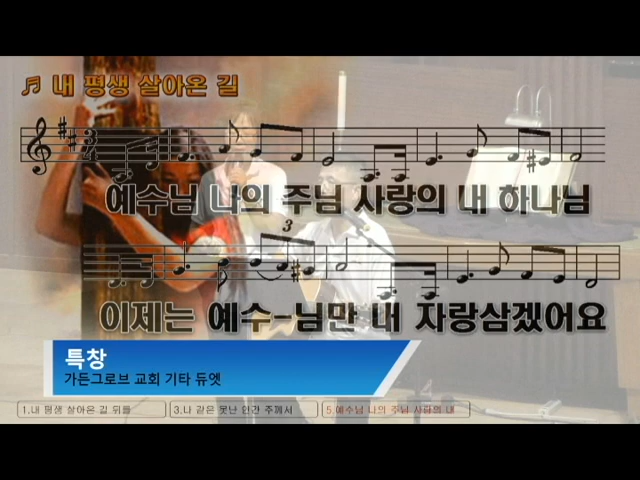 ♬ 내 평생 살아온 길
예수님 나의 주님 사랑의 내 하나님
이제는 예수-님만 내 자랑삼겠어요
특창
가든그로브 교회 기타 듀엣
1.내 평생 살아온 길 뒤를
3.나 같은 못난 인간 주께서
5.예수님 나의 주님 사랑의 내